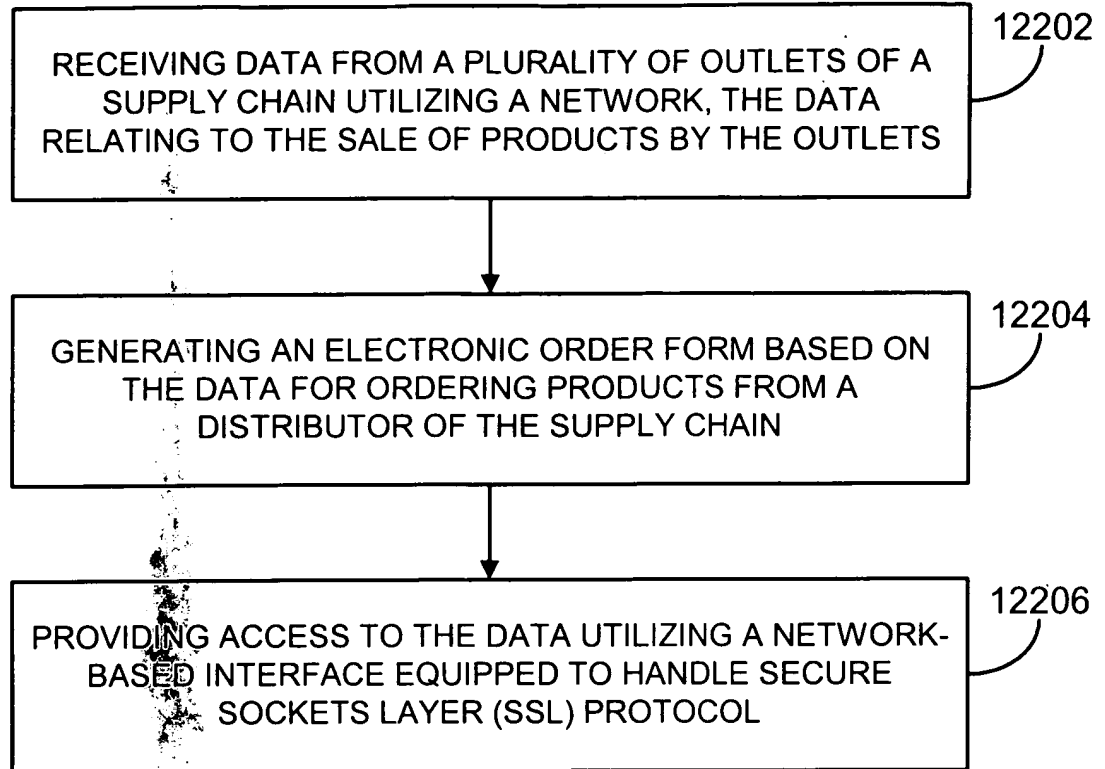 12202
RECEIVING DATA FROM A PLURALITY OF OUTLETS OF A
SUPPLY CHAIN UTILIZING A NETWORK, THE DATA
RELATING TO THE SALE OF PRODUCTS BY THE OUTLETS
12204
GENERATING AN ELECTRONIC ORDER FORM BASED ON
THE DATA FOR ORDERING PRODUCTS FROM A
DISTRIBUTOR OF THE SUPPLY CHAIN
12206
PROVIDING ACCESS TO THE DATA UTILIZING A NETWORK-
BASED INTERFACE EQUIPPED TO HANDLE SECURE
SOCKETS LAYER (SSL) PROTOCOL